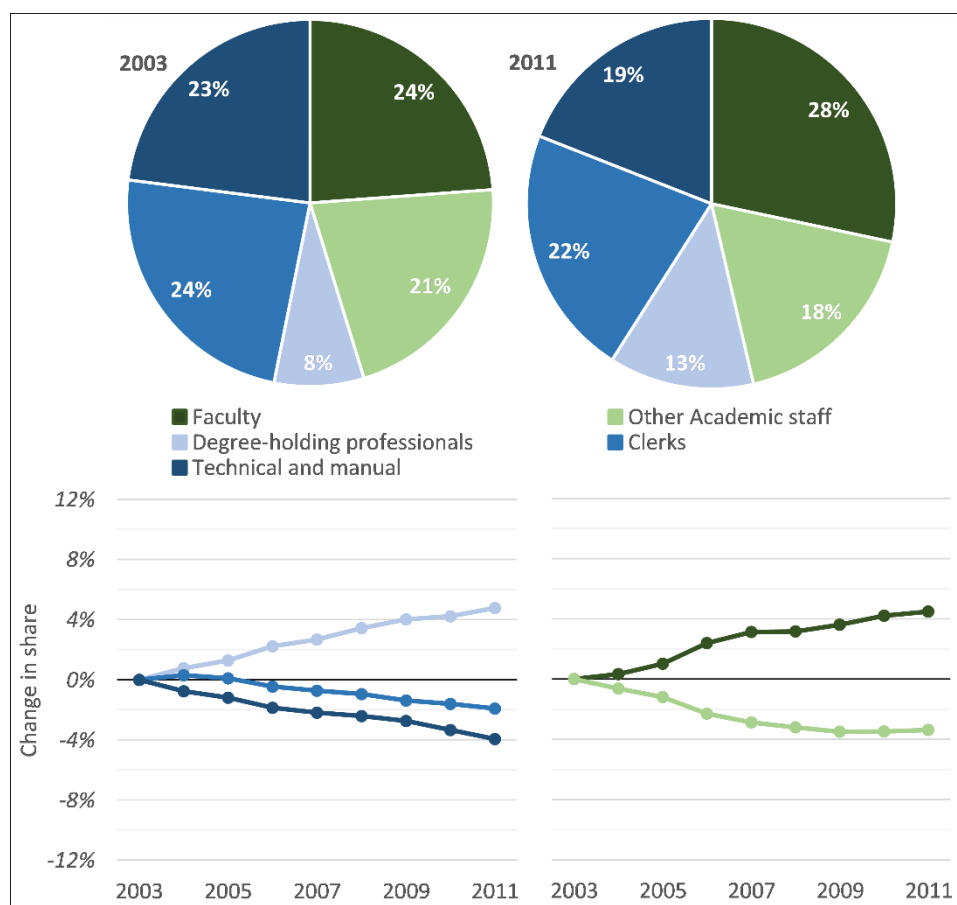 2003
23%
24%
24%
21%
8%
2011
19%
28%
22%
18%
13%
Faculty
Other Academic staff
Degree-holding professionals
Clerks
Technical and manual
Change in share
12%
8%
4%
0%
-4%
-8%
-12%
2003 2005 2007 2009 2011
2003 2005 2007 2009 2011